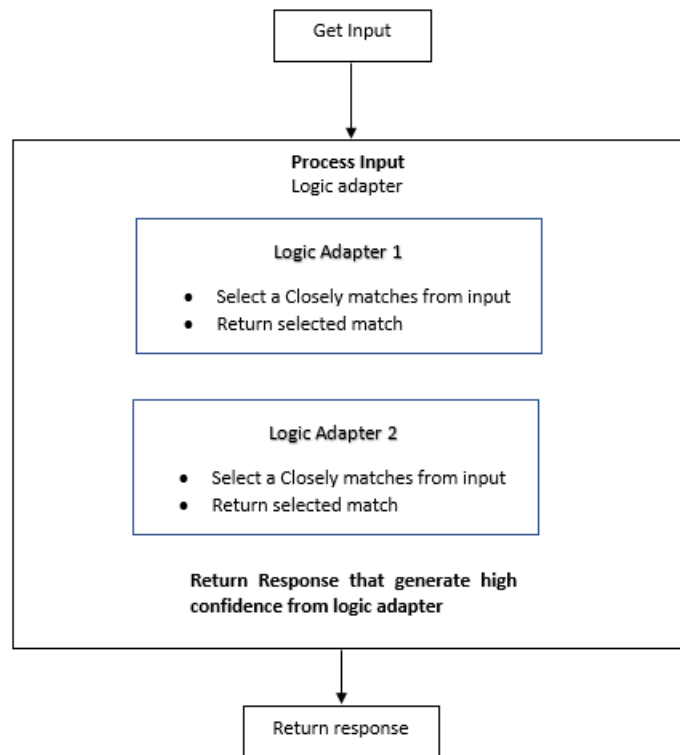 Get Input
Process Input
Logic adapter
Logic Adapter 1
• Select a Closely matches from input
• Return selected match
Logic Adapter 2
• Select a Closely matches from input
• Return selected match
Return Response that generate high
confidence from logic adapter
Return response